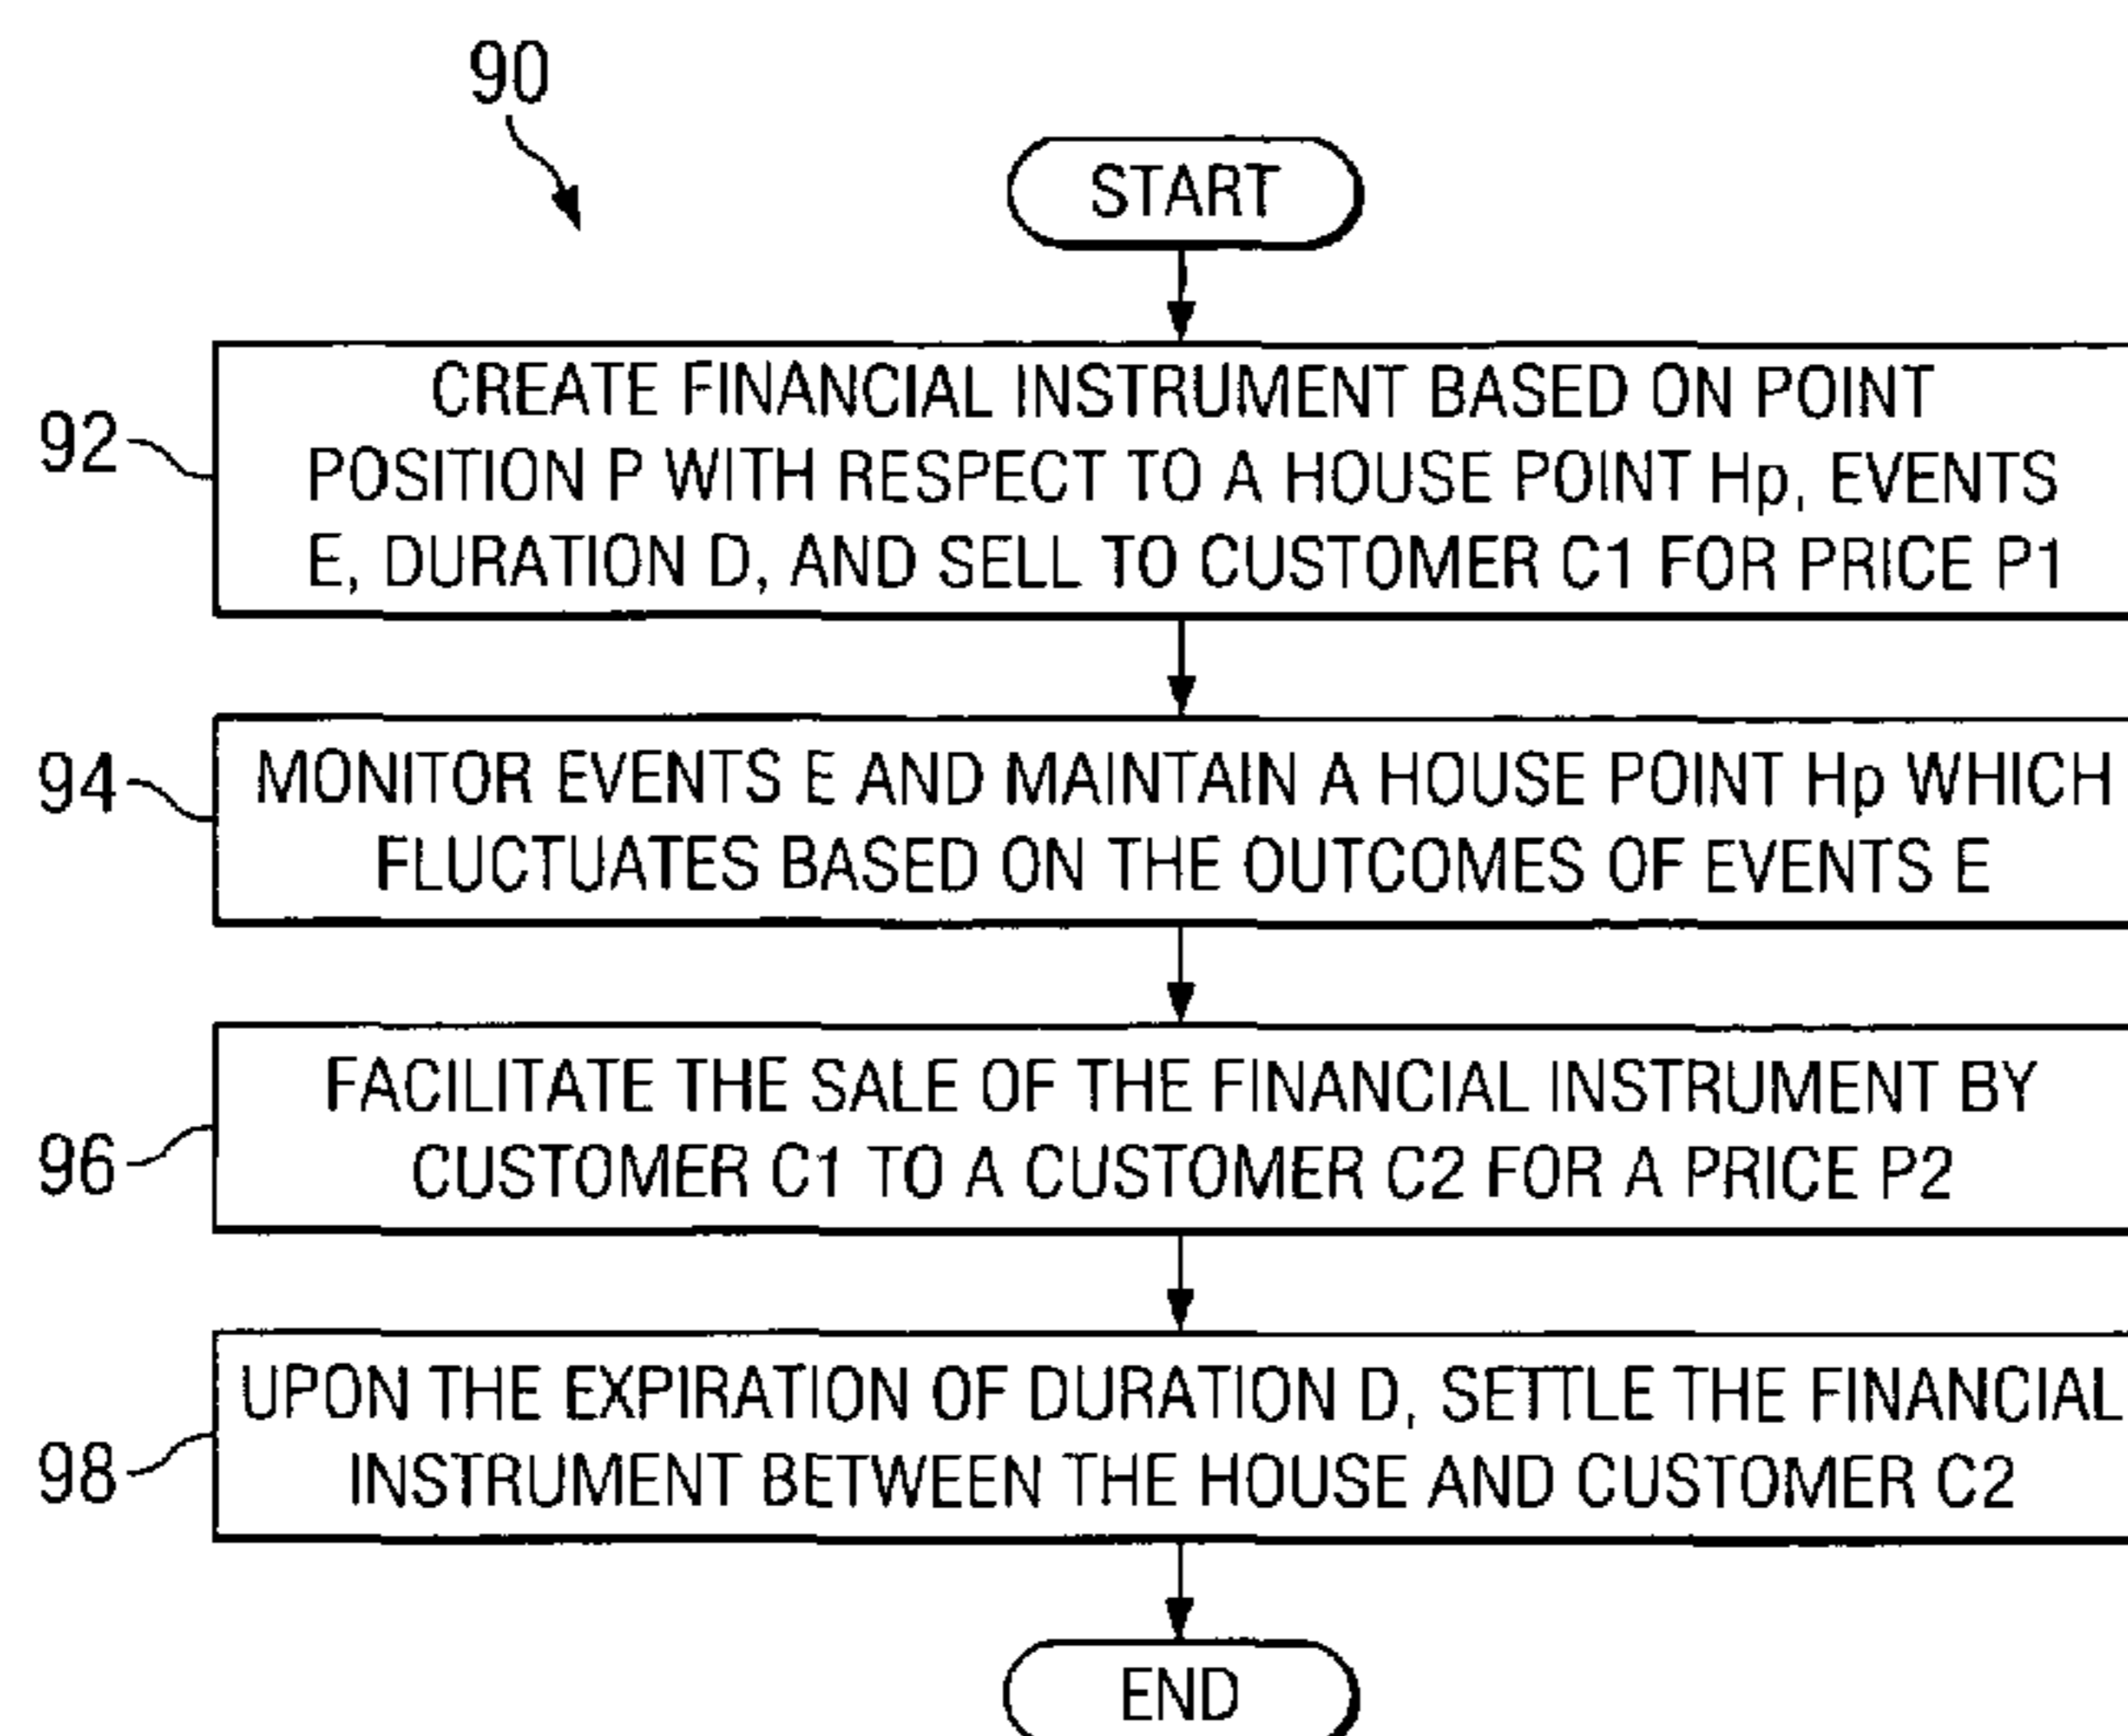 90
START
92
CREATE FINANCIAL INSTRUMENT BASED ON POINT
POSITION P WITH RESPECT TO A HOUSE POINT Hp, EVENTS
E, DURATION D, AND SELL TO CUSTOMER C1 FOR PRICE P1
94
MONITOR EVENTS E AND MAINTAIN A HOUSE POINT Hp WHICH
FLUCTUATES BASED ON THE OUTCOMES OF EVENTS E
96
FACILITATE THE SALE OF THE FINANCIAL INSTRUMENT BY
CUSTOMER C1 TO A CUSTOMER C2 FOR A PRICE P2
98
UPON THE EXPIRATION OF DURATION D, SETTLE THE FINANCIAL
INSTRUMENT BETWEEN THE HOUSE AND CUSTOMER C2
END